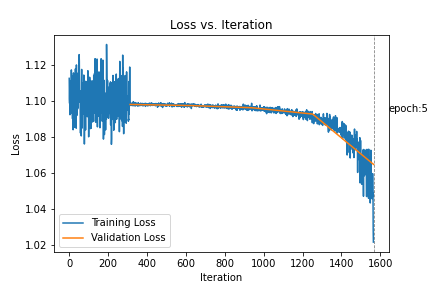 Loss vs. Iteration
1.12
1.10
1.08
1.06
1.04
1.02
Loss
epoch:5
Training Loss
Validation Loss
0 200 400 600 800 1000 1200 1400 1600
Iteration